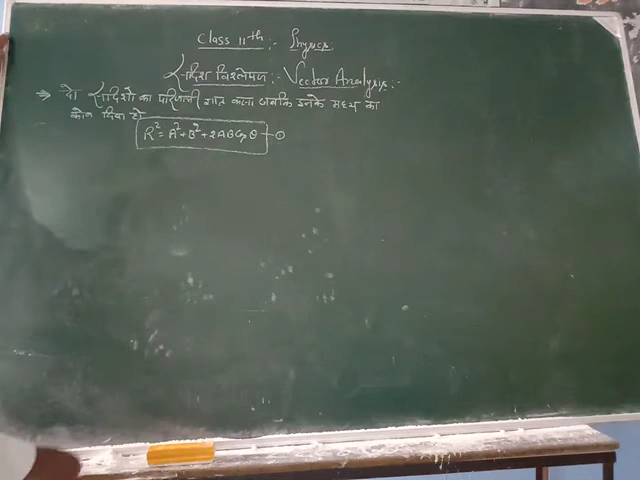 Class 11th :- Physics
सदिश विश्लेषण :- Vector Analysis :-
⇒ दो सदिशो का परिणामी ज्ञात करना जबकि इनके मध्य का
कोण दिया हो
R² = A² + B² + 2AB Cos θ —①